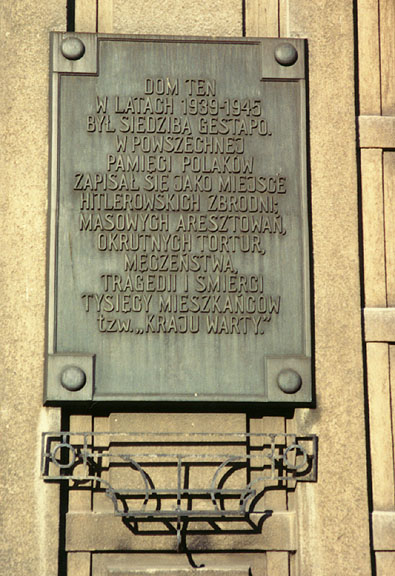 DOM TEN
W LATACH 1939-1945
BYŁ SIEDZIBĄ GESTAPO.
W POWSZECHNEJ
PAMIĘCI POLAKÓW
ZAPISAŁ SIĘ JAKO MIEJSCE
HITLEROWSKICH ZBRODNI;
MASOWYCH ARESZTOWAŃ,
OKRUTNYCH TORTUR,
MĘCZEŃSTWA,
TRAGEDII I ŚMIERCI
TYSIĘCY MIESZKAŃCÓW
tzw. „KRAJU WARTY."